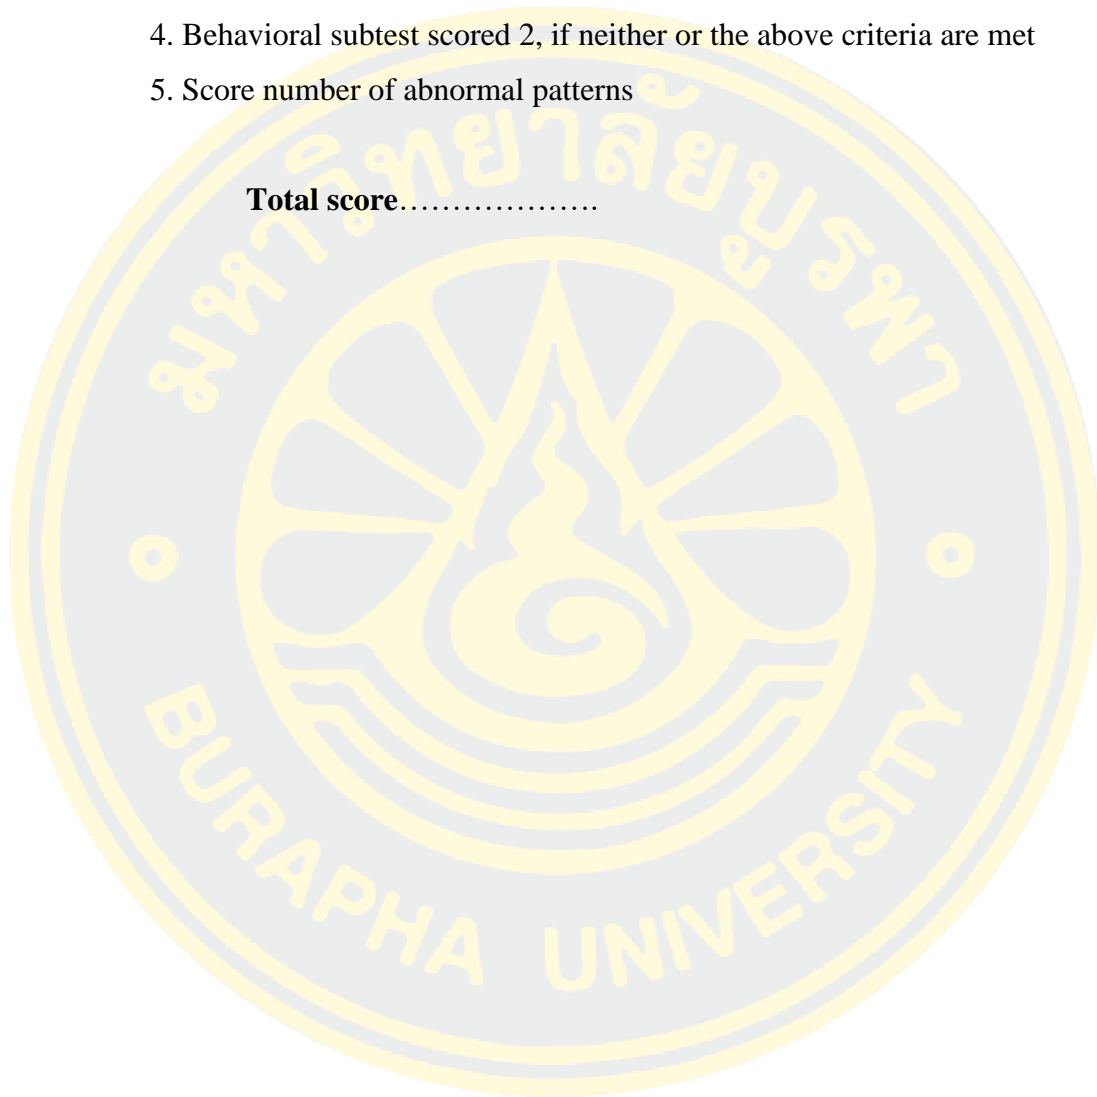 4. Behavioral subtest scored 2, if neither or the above criteria are met
5. Score number of abnormal patterns
Total score……………….
มหาวิทยาลัยบูรพา
BURAPHA UNIVERSITY